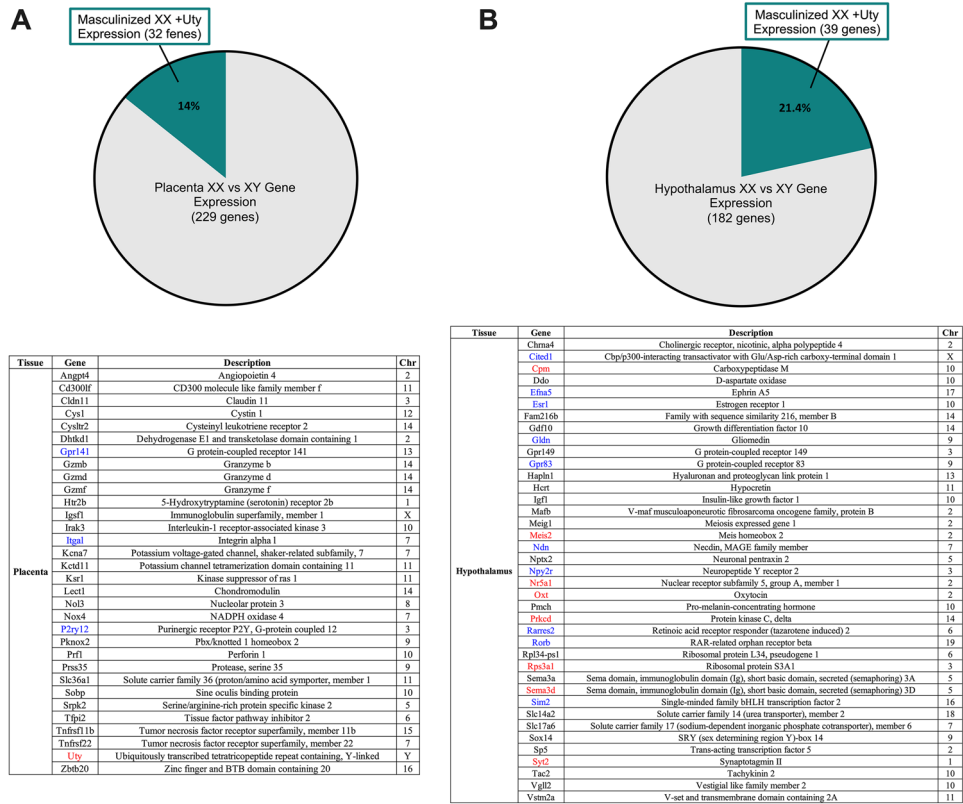 A
Masculinized XX +Uty
Expression (32 fenes)
14%
Placenta XX vs XY Gene
Expression
(229 genes)
B
Masculinized XX +Uty Expression
(39 genes)
21.4%
Hypothalamus XX vs XY Gene
Expression
(182 genes)
Tissue Gene Description Chr
Placenta
Angpt4 Angiopoietin 4 2
Cd300lf CD300 molecule like family member f 11
Cldn11 Claudin 11 3
Cys1 Cystin 1 12
Cysltr2 Cysteinyl leukotriene receptor 2 14
Dhtkd1 Dehydrogenase E1 and transketolase domain containing 1 2
Gpr141 G protein-coupled receptor 141 13
Gzmb Granzyme b 14
Gzmd Granzyme d 14
Gzmf Granzyme f 14
Htr2b 5-Hydroxytryptamine (serotonin) receptor 2b 1
Igsf1 Immunoglobulin superfamily, member 1 X
Irak3 Interleukin-1 receptor-associated kinase 3 10
Itgal Integrin alpha l 7
Kcna7 Potassium voltage-gated channel, shaker-related subfamily, 7 7
Kctd11 Potassium channel tetramerization domain containing 11 11
Ksr1 Kinase suppressor of ras 1 11
Lect1 Chondromodulin 14
Nol3 Nucleolar protein 3 8
Nox4 NADPH oxidase 4 7
P2ry12 Purinergic receptor P2Y, G-protein coupled 12 3
Pknox2 Pbx/knotted 1 homeobox 2 9
Prf1 Perforin 1 10
Prss35 Protease, serine 35 9
Slc36a1 Solute carrier family 36 (proton/amino acid symporter, member 1 11
Sobp Sine oculis binding protein 10
Srpk2 Serine/arginine-rich protein specific kinase 2 5
Tfpi2 Tissue factor pathway inhibitor 2 6
Tnfrsf11b Tumor necrosis factor receptor superfamily, member 11b 15
Tnfrsf22 Tumor necrosis factor receptor superfamily, member 22 7
Uty Ubiquitously transcribed tetratricopeptide repeat containing, Y-linked Y
Zbtb20 Zinc finger and BTB domain containing 20 16
Tissue Gene Description Chr
Hypothalamus
Chrna4 Cholinergic receptor, nicotinic, alpha polypeptide 4 2
Cited1 Cbp/p300-interacting transactivator with Glu/Asp-rich carboxy-terminal domain 1 X
Cpm Carboxypeptidase M 10
Ddo D-aspartate oxidase 10
Efna5 Ephrin A5 17
Esr1 Estrogen receptor 1 10
Fam216b Family with sequence similarity 216, member B 14
Gdf10 Growth differentiation factor 10 14
Gldn Gliomedin 9
Gpr149 G protein-coupled receptor 149 3
Gpr83 G protein-coupled receptor 83 9
Hapln1 Hyaluronan and proteoglycan link protein 1 13
Hcrt Hypocretin 11
Igf1 Insulin-like growth factor 1 10
Mafb V-maf musculoaponeurotic fibrosarcoma oncogene family, protein B 2
Meig1 Meiosis expressed gene 1 2
Meis2 Meis homeobox 2 2
Ndn Necdin, MAGE family member 7
Nptx2 Neuronal pentraxin 2 5
Npy2r Neuropeptide Y receptor 2 3
Nr5a1 Nuclear receptor subfamily 5, group A, member 1 2
Oxt Oxytocin 2
Pmch Pro-melanin-concentrating hormone 10
Prkcd Protein kinase C, delta 14
Rarres2 Retinoic acid receptor responder (tazarotene induced) 2 6
Rorb RAR-related orphan receptor beta 19
Rpl34-ps1 Ribosomal protein L34, pseudogene 1 6
Rps3a1 Ribosomal protein S3A1 3
Sema3a Sema domain, immunoglobulin domain (Ig), short basic domain, secreted (semaphoring) 3A 5
Sema3d Sema domain, immunoglobulin domain (Ig), short basic domain, secreted (semaphoring) 3D 5
Sim2 Single-minded family bHLH transcription factor 2 16
Slc14a2 Solute carrier family 14 (urea transporter), member 2 18
Slc17a6 Solute carrier family 17 (sodium-dependent inorganic phosphate cotransporter), member 6 7
Sox14 SRY (sex determining region Y)-box 14 9
Sp5 Trans-acting transcription factor 5 2
Syt2 Synaptotagmin II 1
Tac2 Tachykinin 2 10
Vgll2 Vestigial like family member 2 10
Vstm2a V-set and transmembrane domain containing 2A 11